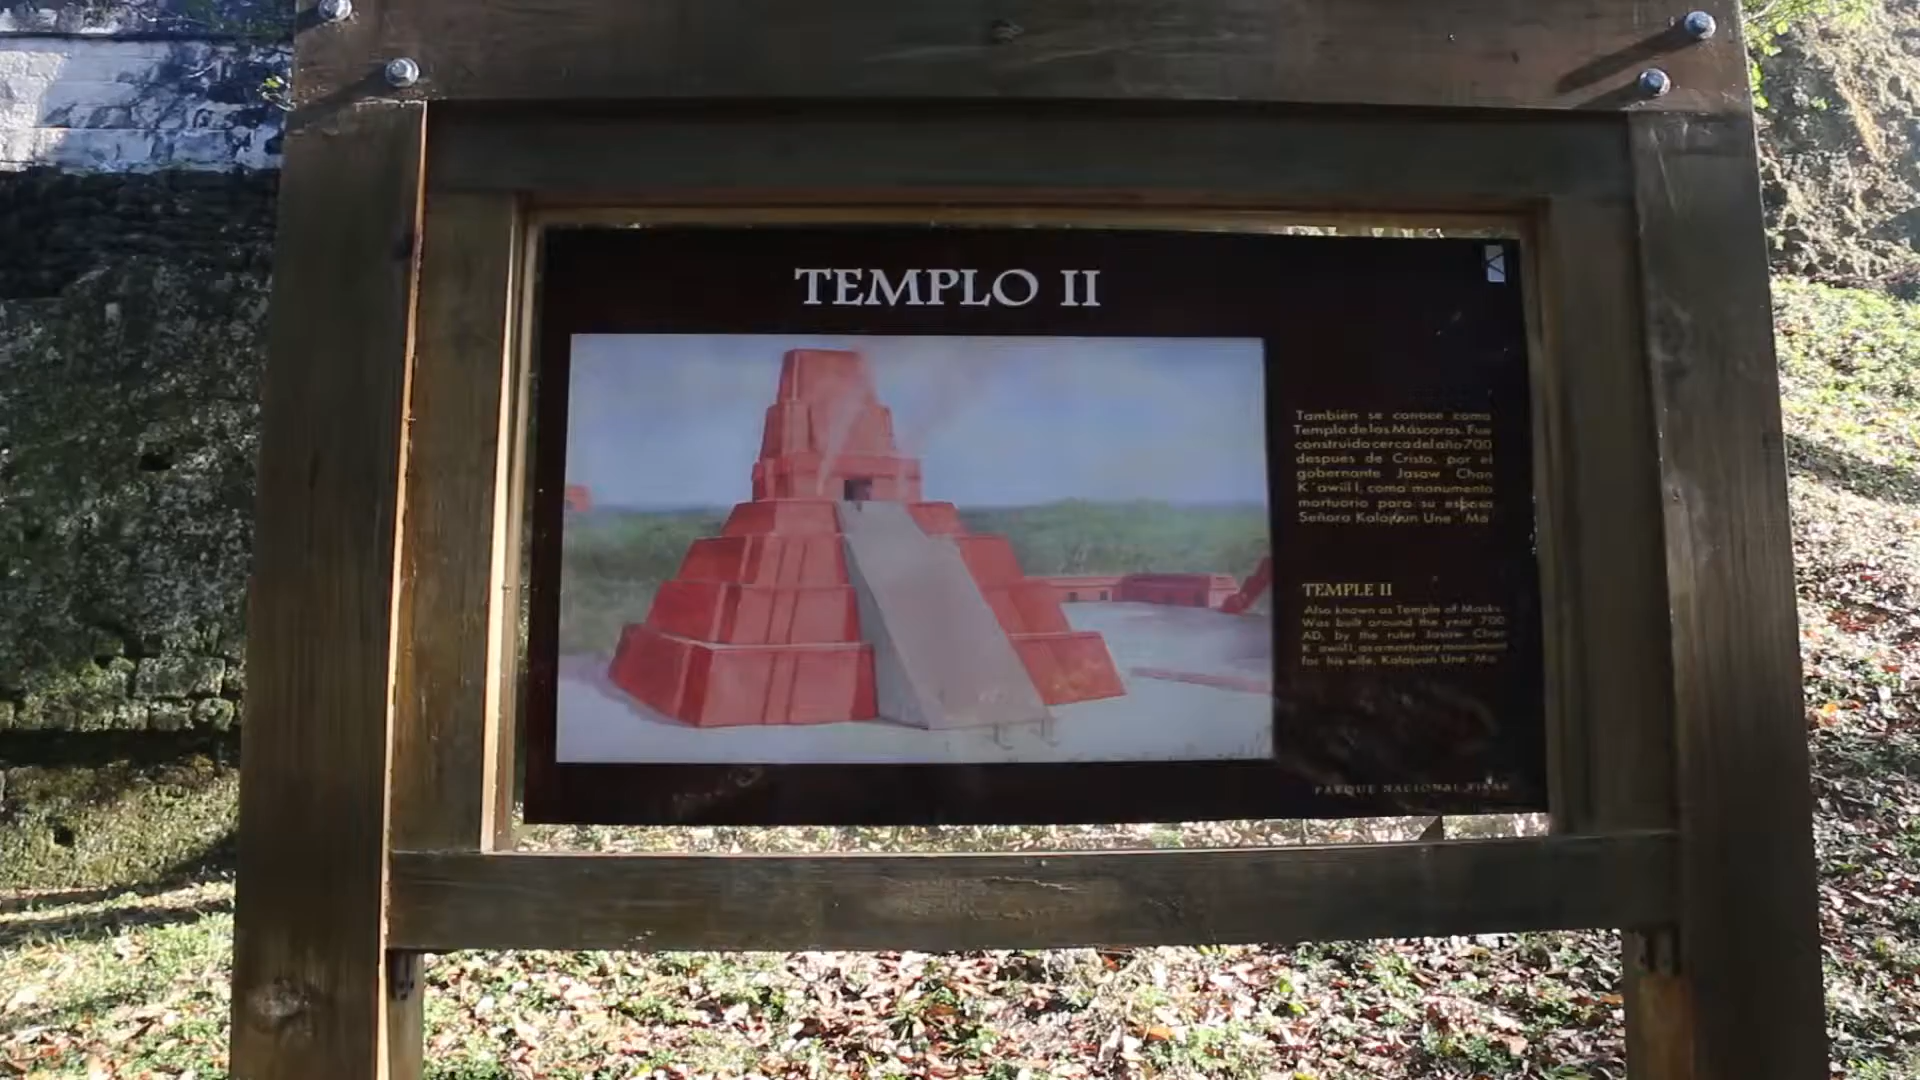 TEMPLO II
También se conoce como
Templo de las Máscaras. Fue
construido cerca del año 700
despues de Cristo, por el
gobernante Jasaw Chan
K´awiil I, como monumento
mortuorio para su esposa
Señora Kalajuun Une´ Mo
TEMPLE II
Also known as Temple of Masks
Was built around the year 700
AD, by the ruler Jasaw Chan
K´awiil I, as a mortuary monument
for his wife, Kalajuun Une´Mo
PARQUE NACIONAL TIKAL